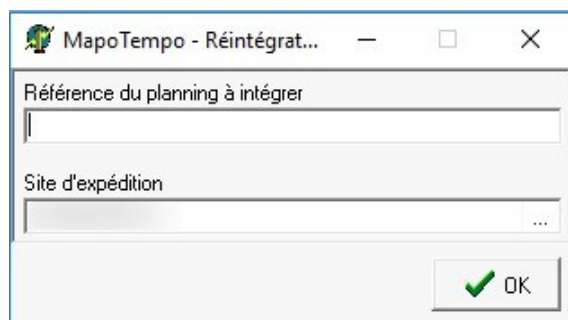 MapoTempo - Réintégrat...
Référence du planning à intégrer
Site d'expédition
...
OK